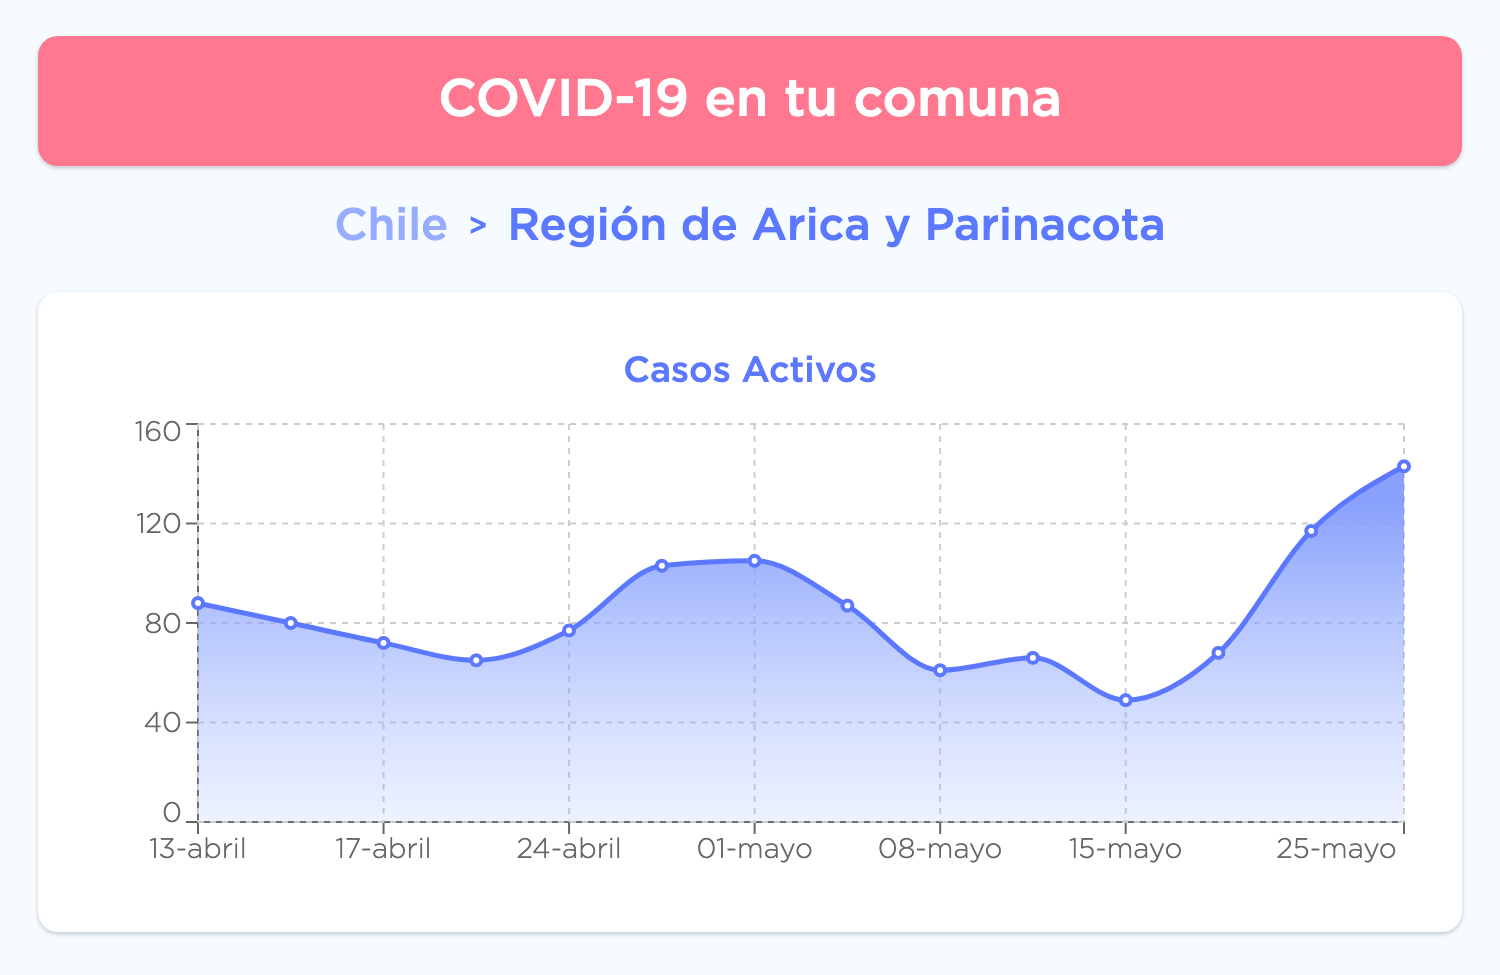 COVID-19 en tu comuna
Chile > Región de Arica y Parinacota
Casos Activos
160
120
80
40
0
13-abril 17-abril 24-abril 01-mayo 08-mayo 15-mayo 25-mayo